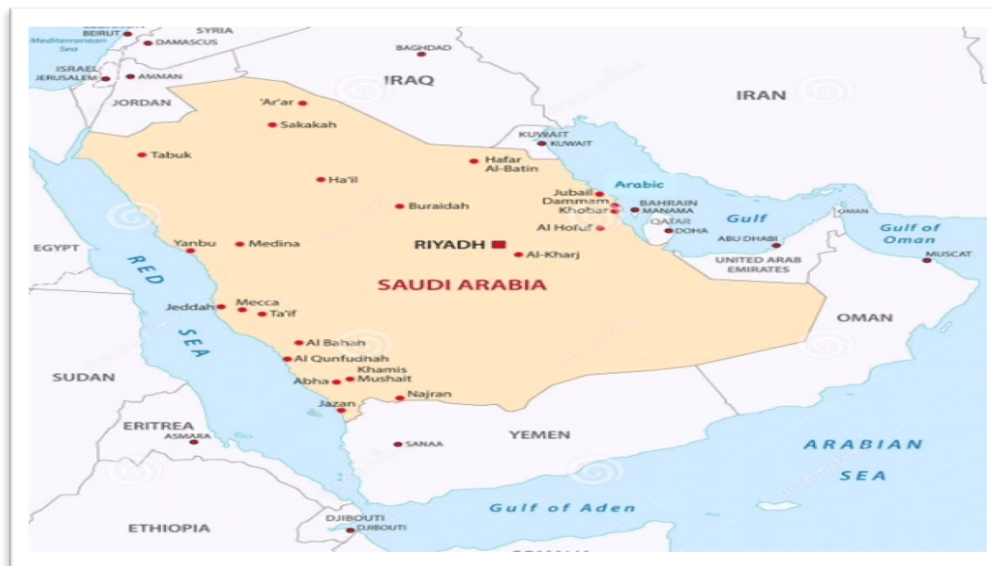 BEIRUT
SYRIA
Mediterranean
Sea
DAMASCUS
BAGHDAD
ISRAEL
JERUSALEM
AMMAN
IRAQ
IRAN
JORDAN
'Ar'ar
Sakakah
KUWAIT
KUWAIT
Tabuk
Hafar
Al-Batin
Ha'il
Jubail
Arabic
Dammam
BAHRAIN
Buraidah
Khobar
MANAMA
OMAN
QATAR
Gulf
Al Hofuf
DOHA
Gulf of
Oman
EGYPT
Yanbu
Medina
RIYADH
ABU DHABI
Al-Kharj
MUSCAT
UNITED ARAB
EMIRATES
RED
SEA
SAUDI ARABIA
Jeddah
Mecca
Ta'if
OMAN
Al Bahah
Al Qunfudhah
Khamis
Mushait
SUDAN
Abha
Najran
Jazan
ERITREA
ASMARA
YEMEN
SANAA
ARABIAN
SEA
Gulf of Aden
DJIBOUTI
DJIBOUTI
ETHIOPIA